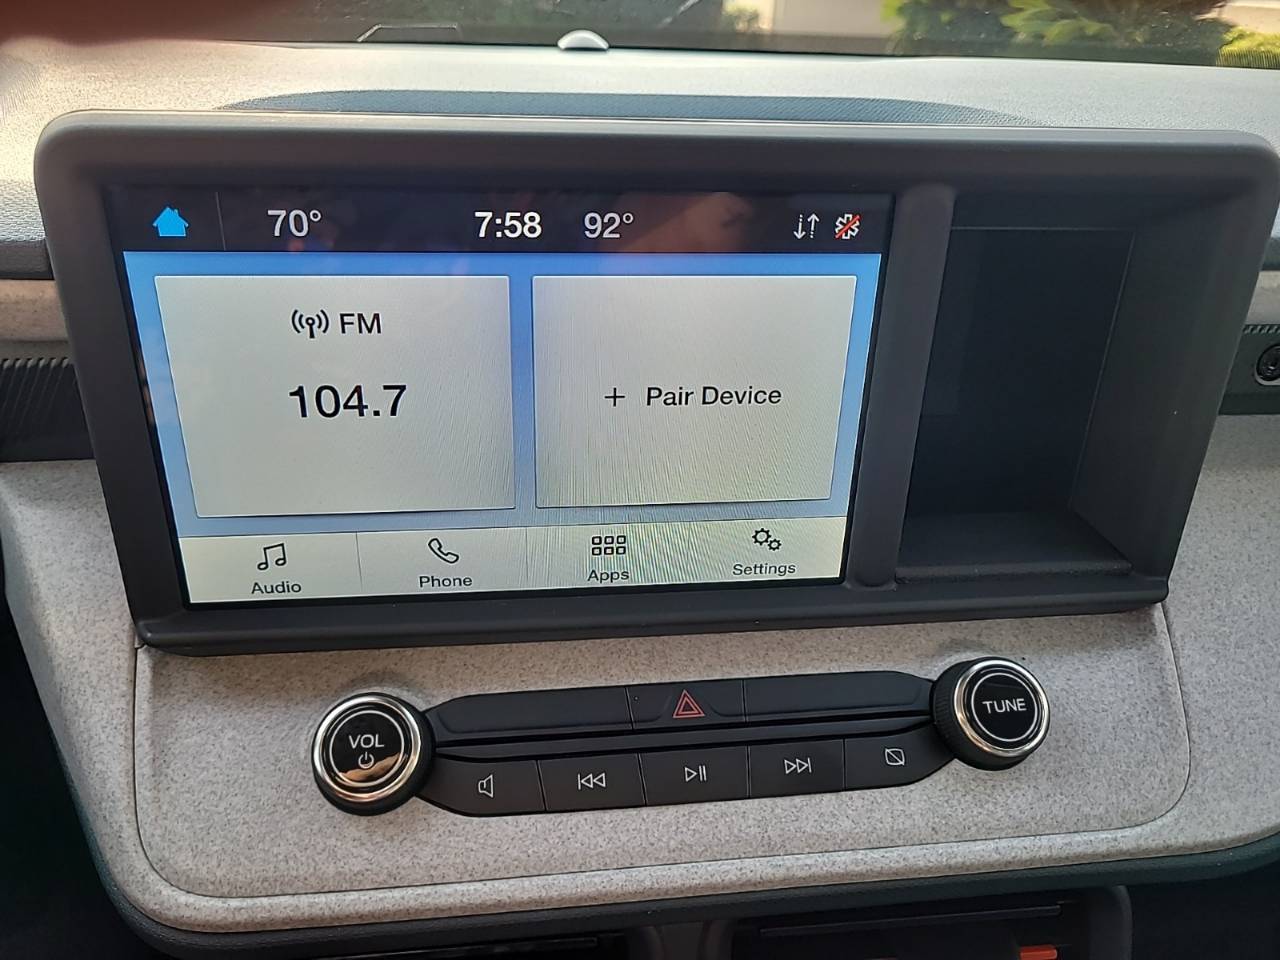 70° 7:58 92°
FM
104.7
+ Pair Device
Audio Phone Apps Settings
VOL
TUNE